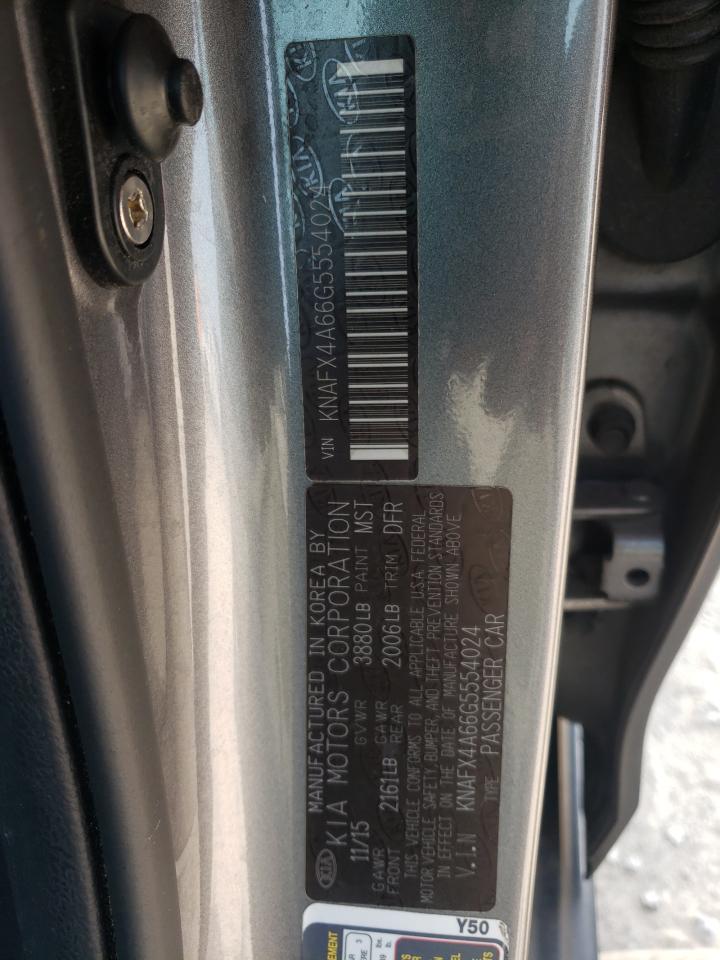 VIN KNAFX4A66G5554024
KIA
MANUFACTURED IN KOREA BY
KIA MOTORS CORPORATION
11/15 GVWR 3880LB PAINT MST
GAWR FRONT 2161LB GAWR REAR 2006LB TRIM DFR
THIS VEHICLE CONFORMS TO ALL APPLICABLE U.S.A. FEDERAL
MOTOR VEHICLE SAFETY, BUMPER, AND THEFT PREVENTION STANDARDS
IN EFFECT ON THE DATE OF MANUFACTURE SHOWN ABOVE
V.I.N KNAFX4A66G5554024
TYPE PASSENGER CAR
Y50